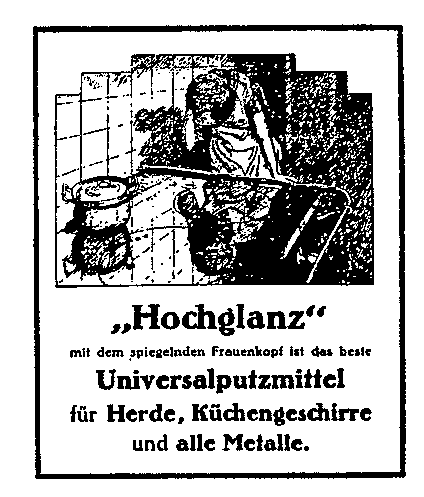 „Hochglanz“
mit dem spiegelnden Frauenkopf ist das beste
Universalputzmittel
für Herde, Küchengeschirre
und alle Metalle.